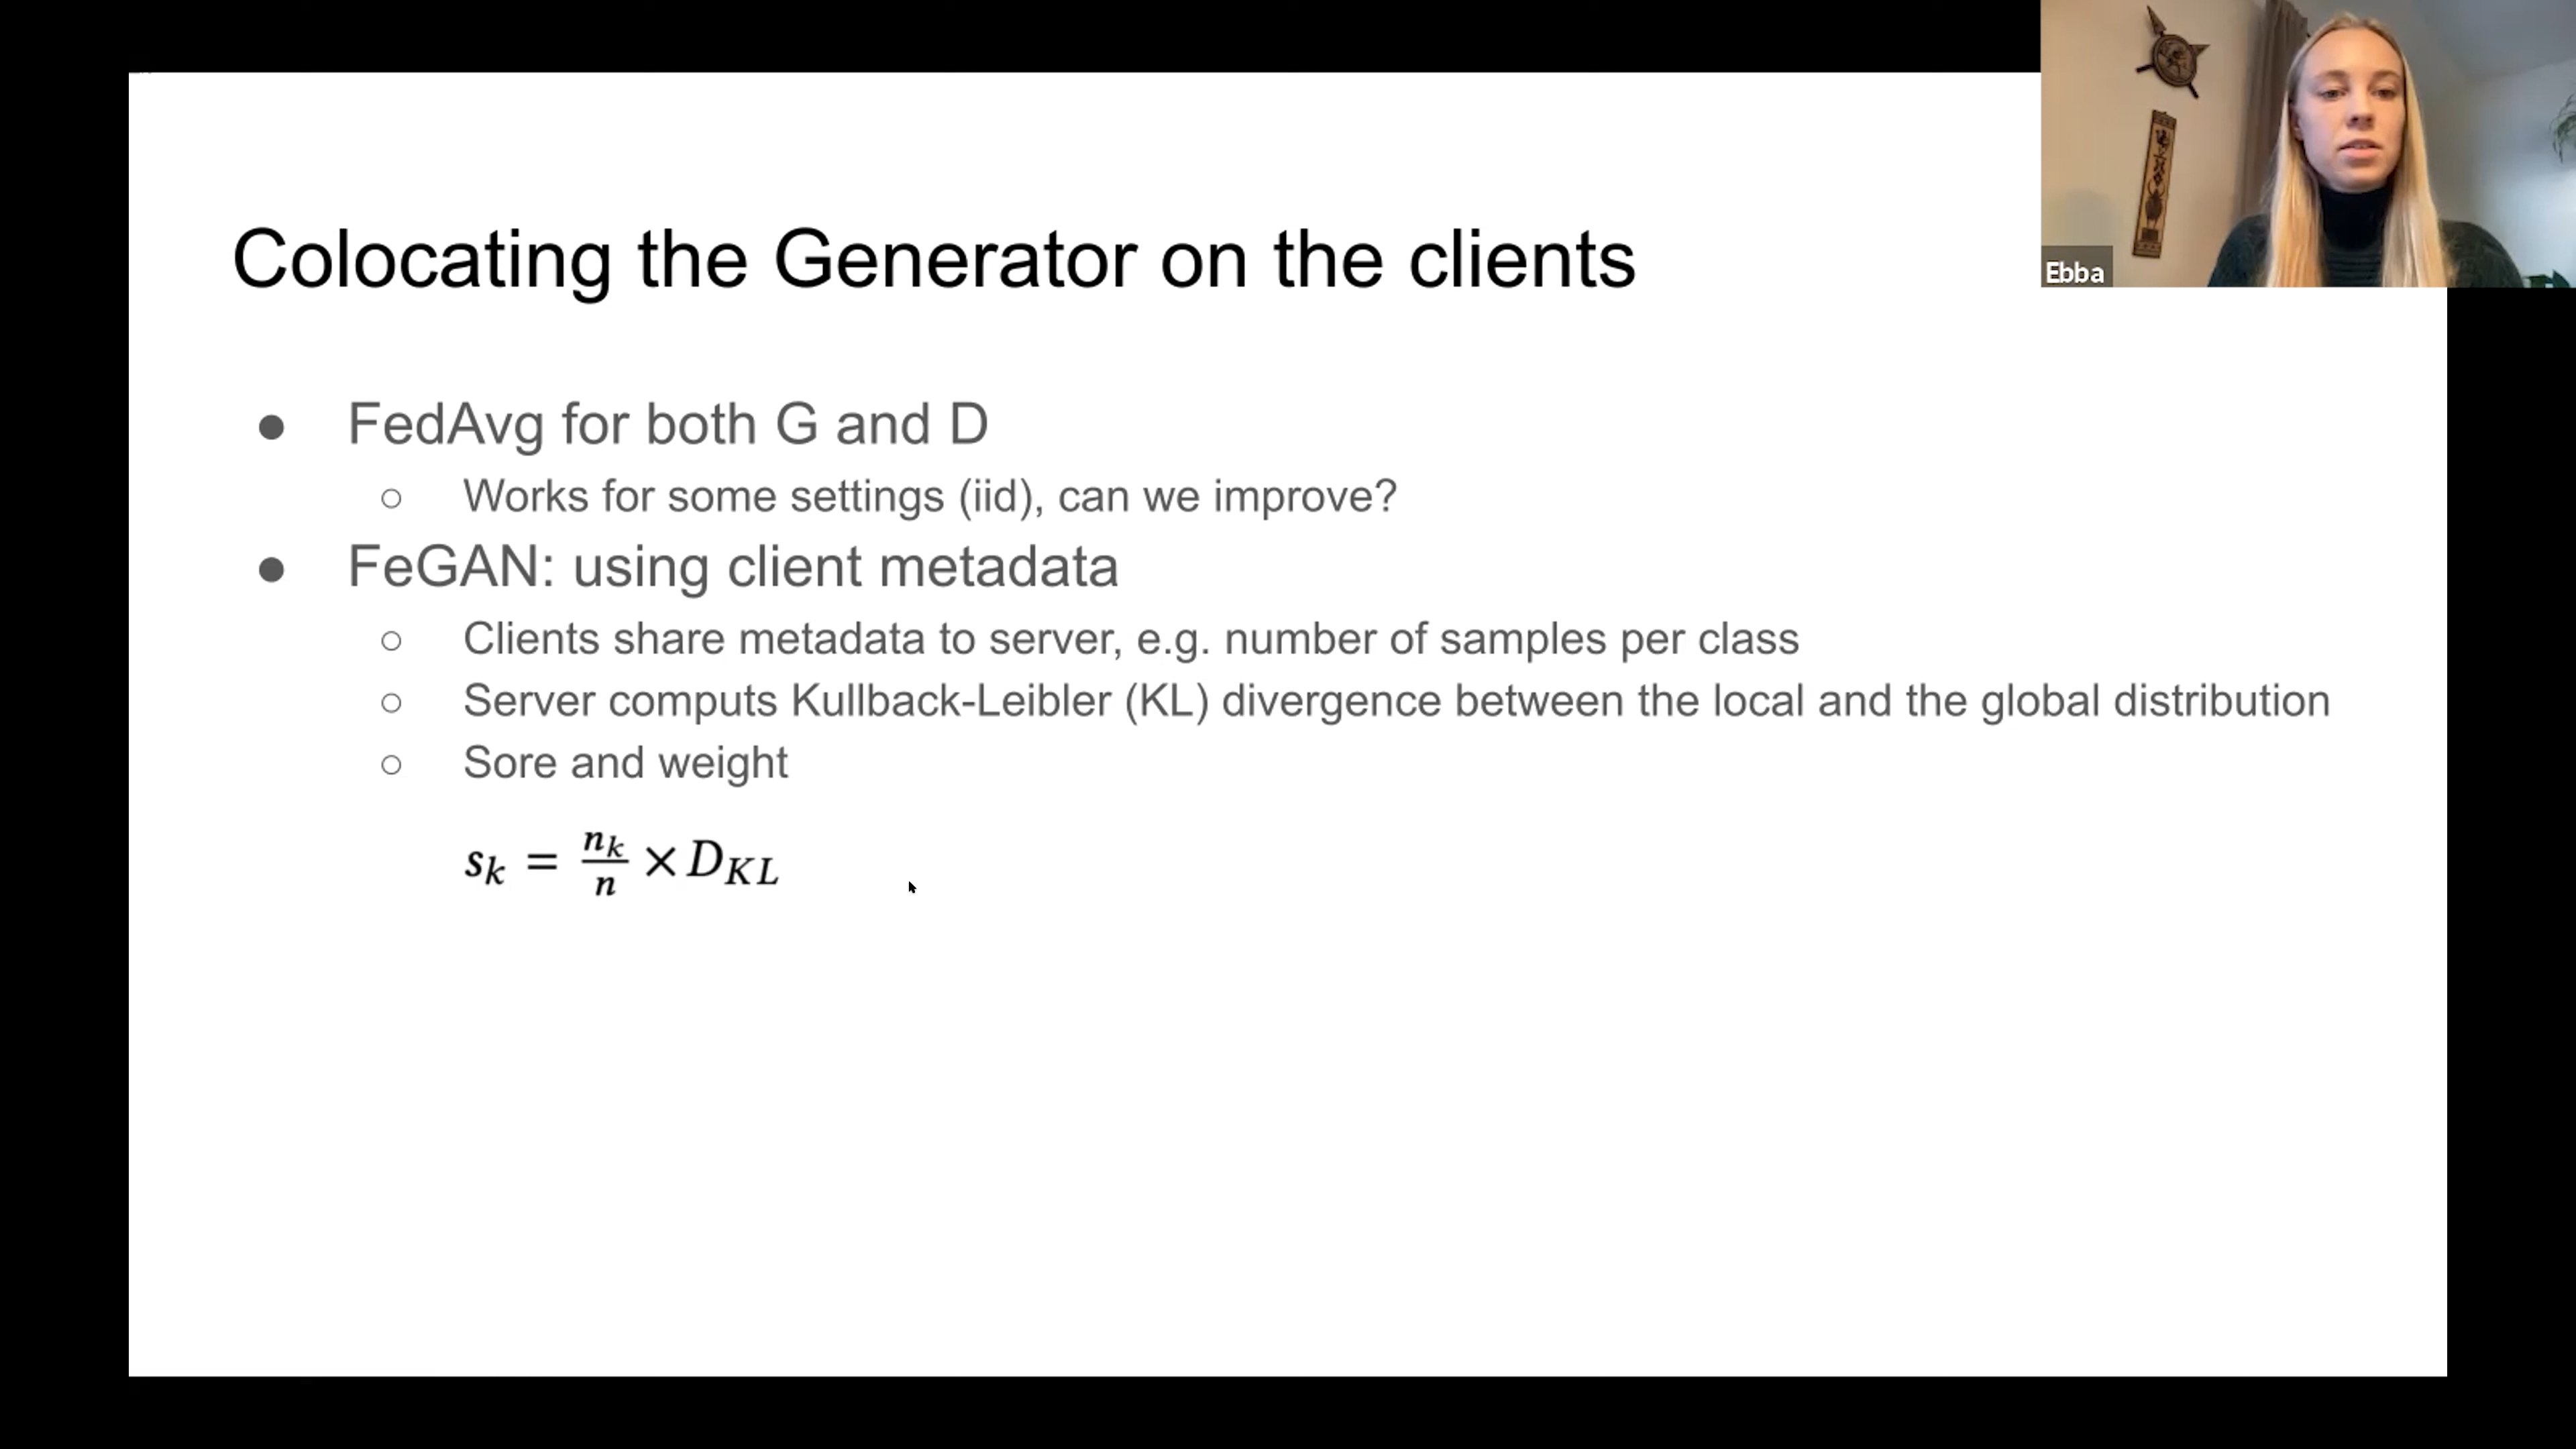 Colocating the Generator on the clients
Ebba
● FedAvg for both G and D
○ Works for some settings (iid), can we improve?
● FeGAN: using client metadata
○ Clients share metadata to server, e.g. number of samples per class
○ Server computs Kullback-Leibler (KL) divergence between the local and the global distribution
○ Sore and weight
s_k = n_k/n × D_KL